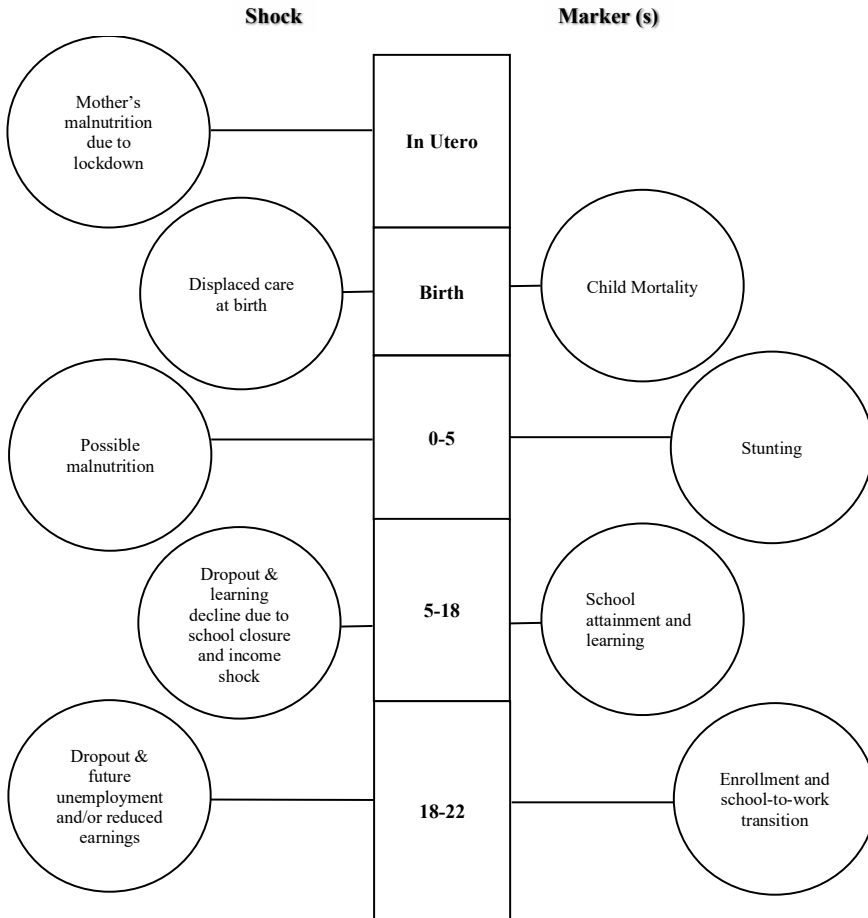 Shock
Marker (s)
Mother’s
malnutrition
due to
lockdown
In Utero
Displaced care
at birth
Birth
Child Mortality
Possible
malnutrition
0-5
Stunting
Dropout &
learning
decline due to
school closure
and income
shock
5-18
School
attainment and
learning
Dropout &
future
unemployment
and/or reduced
earnings
18-22
Enrollment and
school-to-work
transition